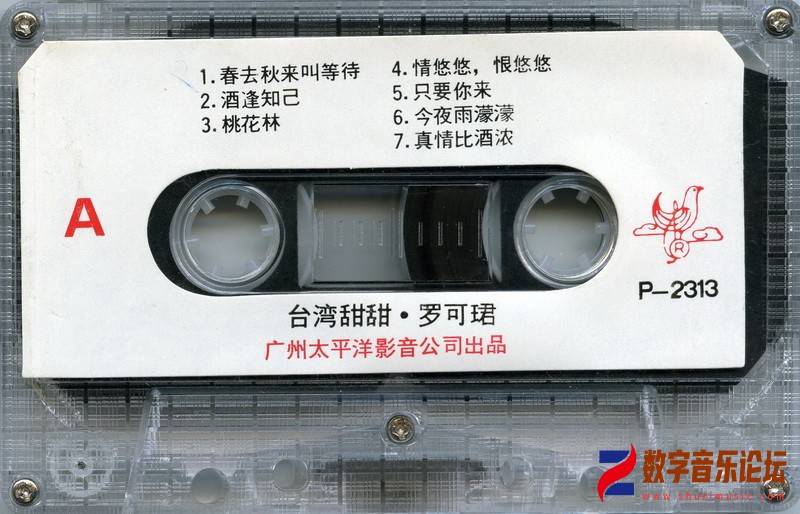 1.春去秋来叫等待
2.酒逢知己
3.桃花林
4.情悠悠，恨悠悠
5.只要你来
6.今夜雨濛濛
7.真情比酒浓
A
R
P-2313
台湾甜甜·罗可珺
广州太平洋影音公司出品
数字音乐论坛
www.shuzimusic.com